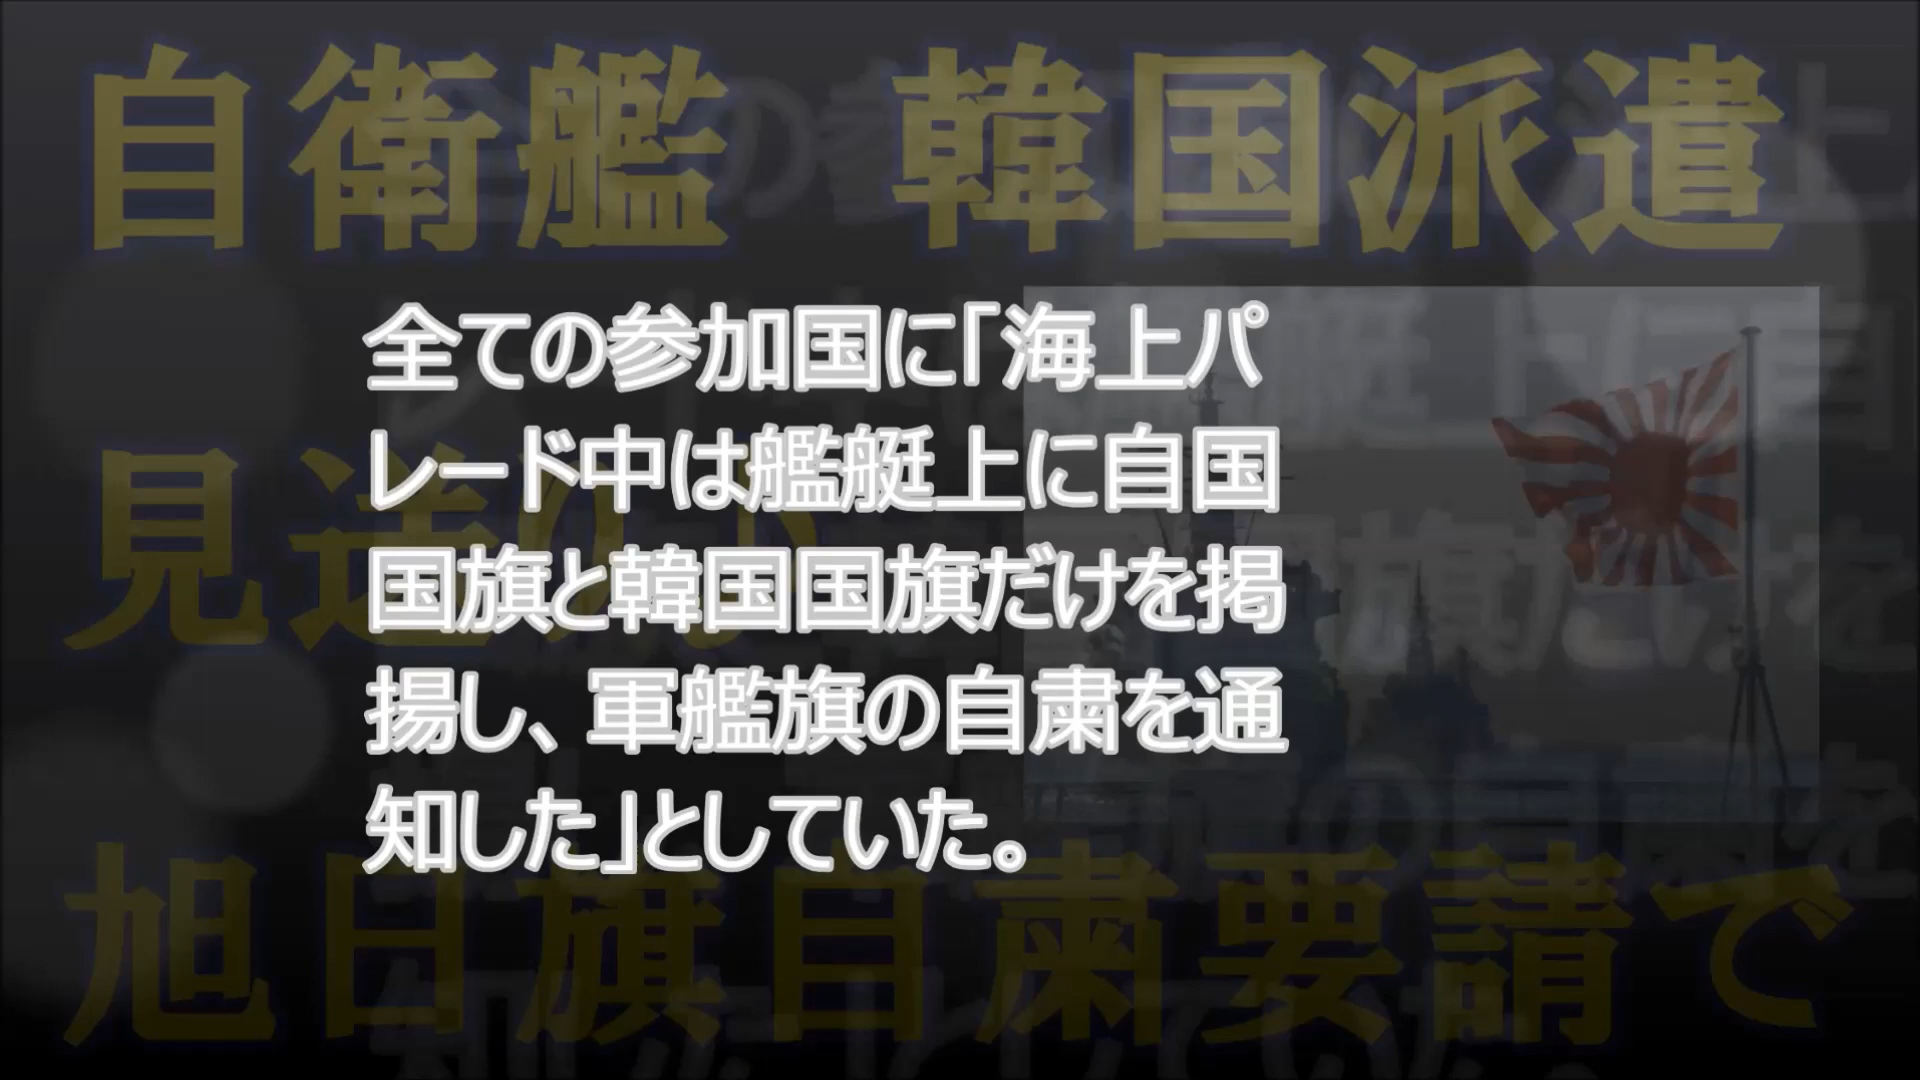 自衛艦 韓国派遣
見送り
旭日旗自粛要請で
全ての参加国に「海上パ
レード中は艦艇上に自国
国旗と韓国国旗だけを掲
揚し、軍艦旗の自粛を通
知した」としていた。